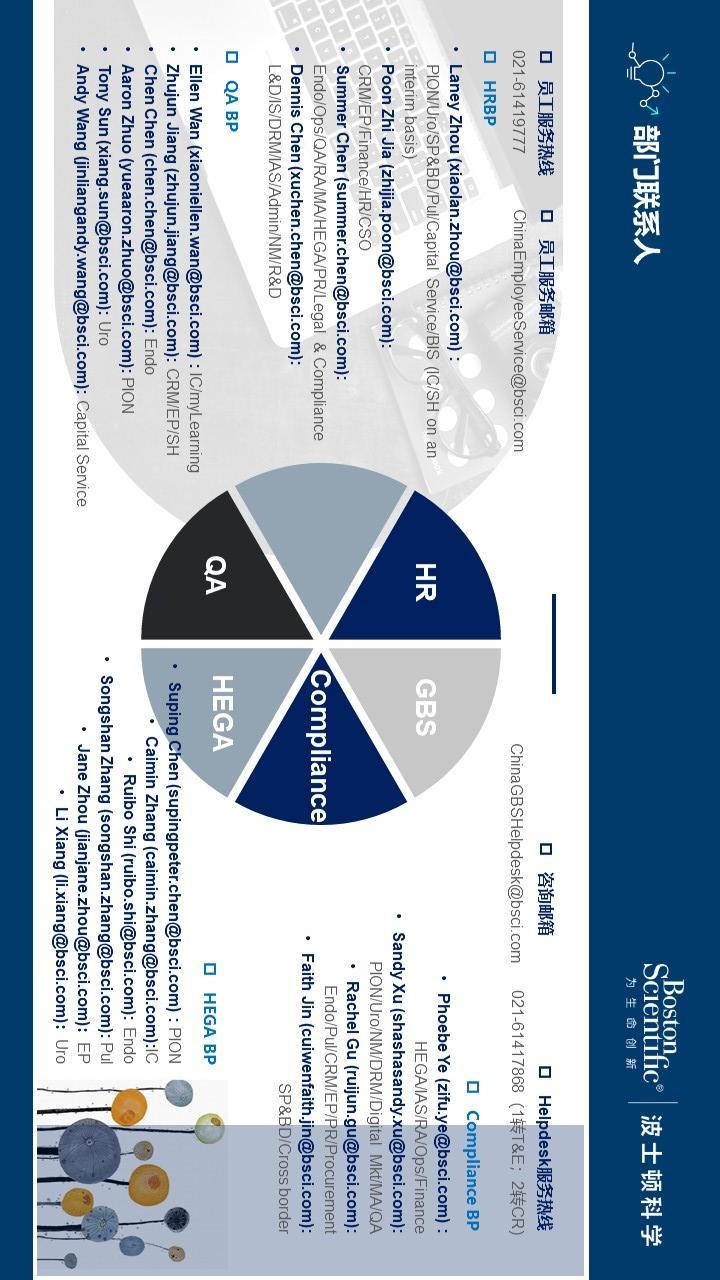 部门联系人
Boston
Scientific®
为生命创新
波士顿科学
员工服务热线
021-61419777
员工服务邮箱
ChinaEmployeeService@bsci.com
HRBP
• Laney Zhou (xiaolan.zhou@bsci.com) :
PION/Uro/SP&BD/Pul/Capital Service/BIS (IC/SH on an
interim basis)
• Poon Zhi Jia (zhijia.poon@bsci.com):
CRM/EP/Finance/HR/CSO
• Summer Chen (summer.chen@bsci.com):
Endo/Ops/QA/RA/MA/HEGA/PR/Legal & Compliance
• Dennis Chen (xuchen.chen@bsci.com):
L&D/IS/DRM/IAS/Admin/NM/R&D
QA BP
• Ellen Wan (xiaoniellen.wan@bsci.com) : IC/myLearning
• Zhujun Jiang (zhujun.jiang@bsci.com): CRM/EP/SH
• Chen Chen (chen.chen@bsci.com): Endo
• Aaron Zhuo (yueaaron.zhuo@bsci.com): PION
• Tony Sun (xiang.sun@bsci.com): Uro
• Andy Wang (jinliangandy.wang@bsci.com): Capital Service
HR
GBS
Compliance
HEGA
QA
咨询邮箱
ChinaGBSHelpdesk@bsci.com
Helpdesk服务热线
021-61417868 (1转T&E; 2转CR)
Compliance BP
• Phoebe Ye (zifu.ye@bsci.com) :
HEGA/IAS/RA/Ops/Finance
• Sandy Xu (shashasandy.xu@bsci.com):
PION/Uro/NM/DRM/Digital Mkt/MA/QA
• Rachel Gu (ruijun.gu@bsci.com):
Endo/Pul/CRM/EP/PR/Procurement
• Faith Jin (cuiwenfaith.jin@bsci.com):
SP&BD/Cross border
HEGA BP
• Suping Chen (supingpeter.chen@bsci.com) : PION
• Caimin Zhang (caimin.zhang@bsci.com):IC
• Ruibo Shi (ruibo.shi@bsci.com): Endo
• Songshan Zhang (songshan.zhang@bsci.com): Pul
• Jane Zhou (jianjane.zhou@bsci.com): EP
• Li Xiang (li.xiang@bsci.com): Uro